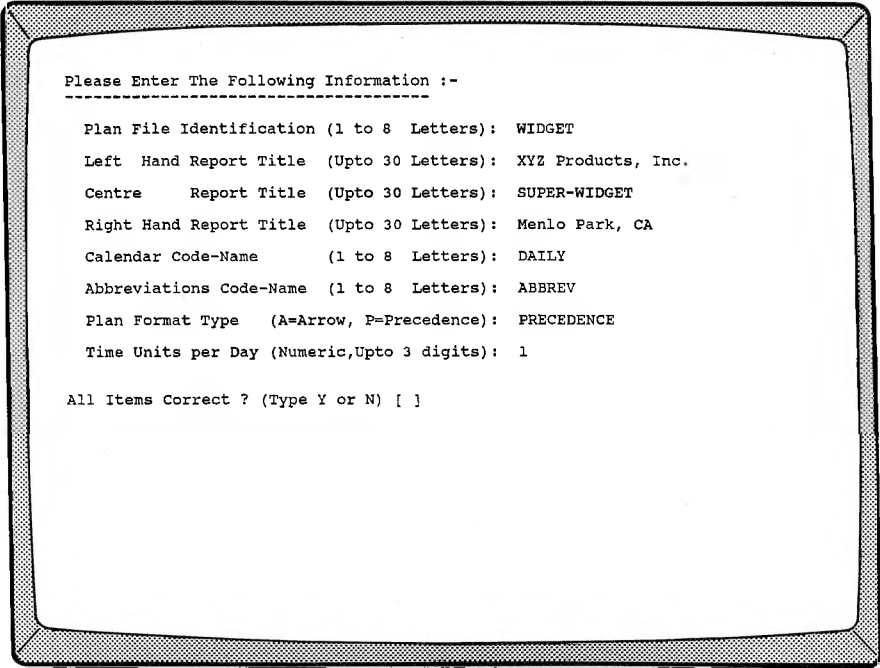 Please Enter The Following Information :-
--------------------------------------
Plan File Identification (1 to 8 Letters): WIDGET
Left Hand Report Title (Upto 30 Letters): XYZ Products, Inc.
Centre Report Title (Upto 30 Letters): SUPER-WIDGET
Right Hand Report Title (Upto 30 Letters): Menlo Park, CA
Calendar Code-Name (1 to 8 Letters): DAILY
Abbreviations Code-Name (1 to 8 Letters): ABBREV
Plan Format Type (A=Arrow, P=Precedence): PRECEDENCE
Time Units per Day (Numeric,Upto 3 digits): 1
All Items Correct ? (Type Y or N) [ ]